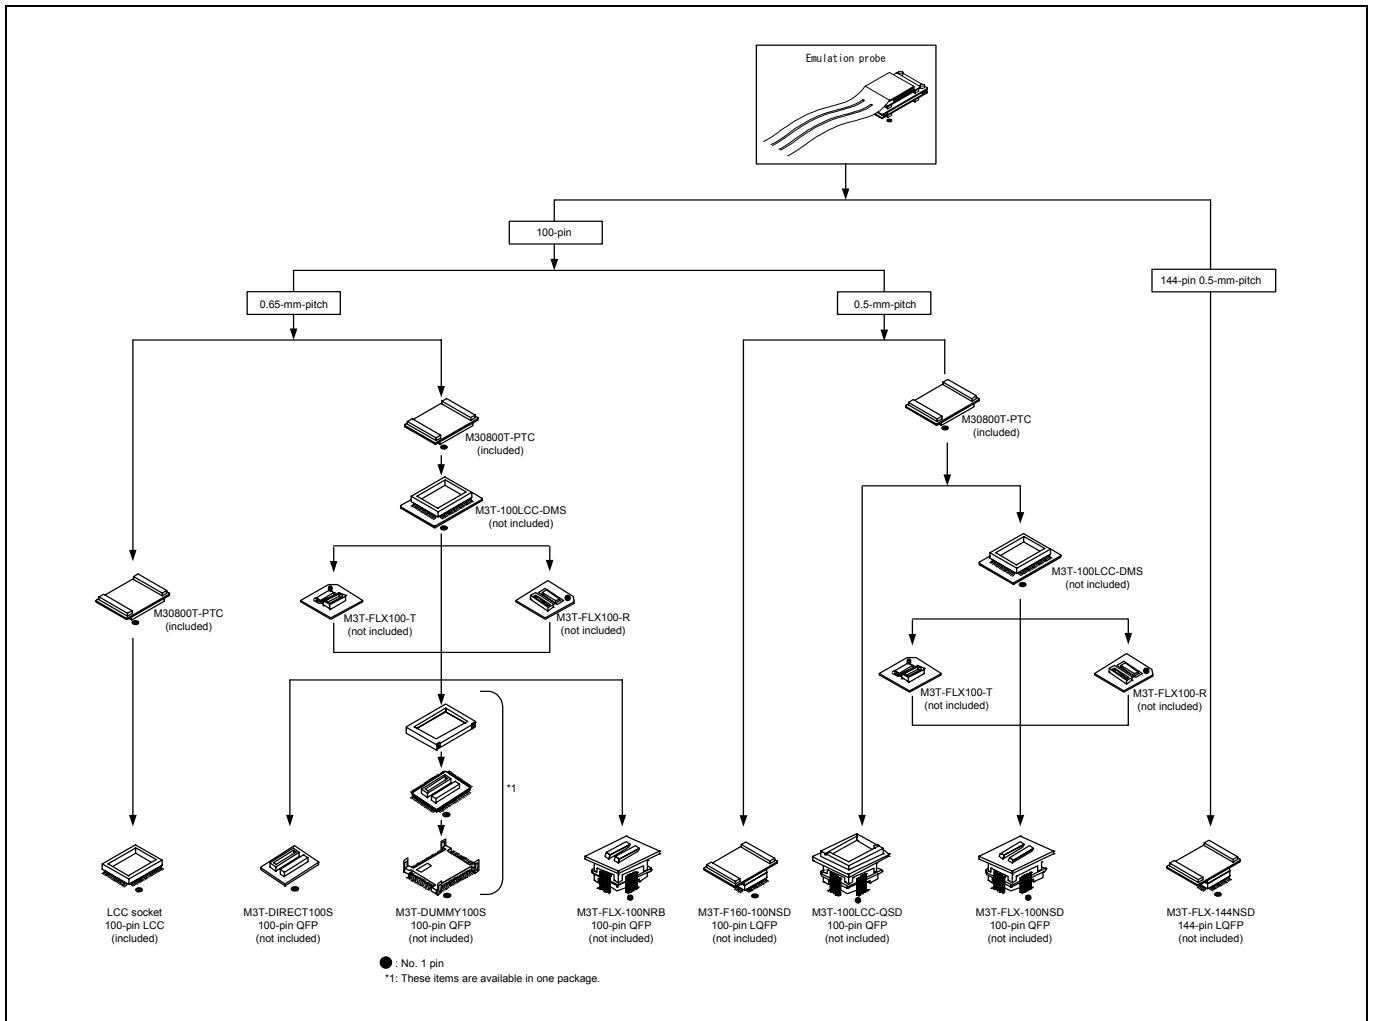 Emulation probe
100-pin
144-pin 0.5-mm-pitch
0.65-mm-pitch
0.5-mm-pitch
M30800T-PTC
(included)
M30800T-PTC
(included)
M3T-100LCC-DMS
(not included)
M3T-100LCC-DMS
(not included)
M30800T-PTC
(included)
M3T-FLX100-T
(not included)
M3T-FLX100-R
(not included)
M3T-FLX100-T
(not included)
M3T-FLX100-R
(not included)
*1
LCC socket
100-pin LCC
(included)
M3T-DIRECT100S
100-pin QFP
(not included)
M3T-DUMMY100S
100-pin QFP
(not included)
M3T-FLX-100NRB
100-pin QFP
(not included)
M3T-F160-100NSD
100-pin LQFP
(not included)
M3T-100LCC-QSD
100-pin QFP
(not included)
M3T-FLX-100NSD
100-pin QFP
(not included)
M3T-FLX-144NSD
144-pin LQFP
(not included)
: No. 1 pin
*1: These items are available in one package.